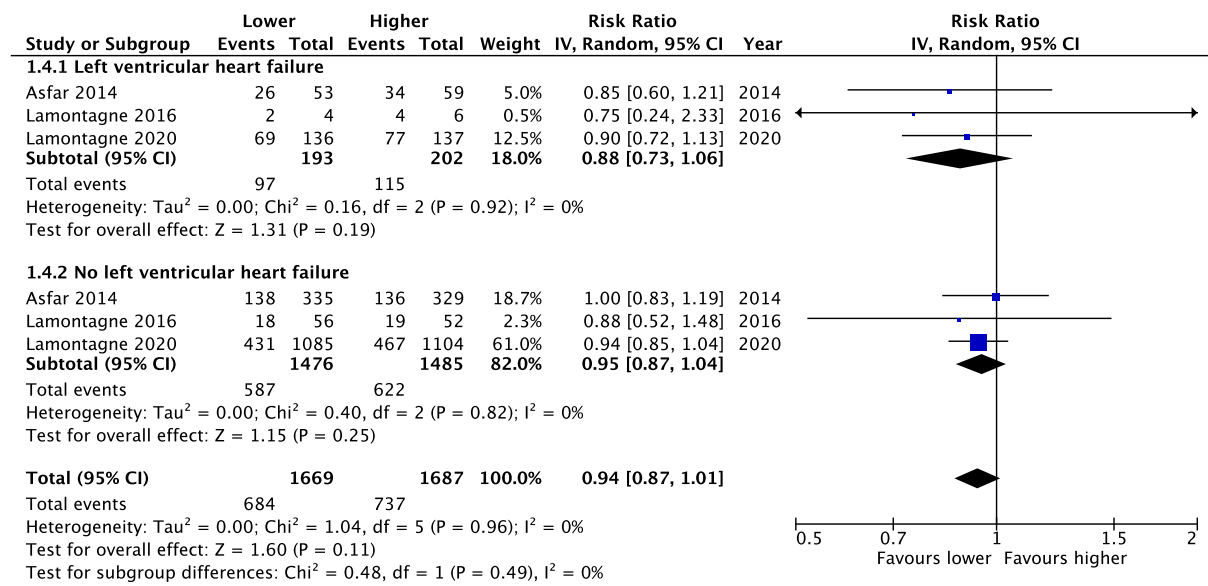 Lower Higher Risk Ratio Risk Ratio
Study or Subgroup Events Total Events Total Weight IV, Random, 95% CI Year IV, Random, 95% CI
1.4.1 Left ventricular heart failure
Asfar 2014 26 53 34 59 5.0% 0.85 [0.60, 1.21] 2014
Lamontagne 2016 2 4 4 6 0.5% 0.75 [0.24, 2.33] 2016
Lamontagne 2020 69 136 77 137 12.5% 0.90 [0.72, 1.13] 2020
Subtotal (95% CI) 193 202 18.0% 0.88 [0.73, 1.06]
Total events 97 115
Heterogeneity: Tau² = 0.00; Chi² = 0.16, df = 2 (P = 0.92); I² = 0%
Test for overall effect: Z = 1.31 (P = 0.19)
1.4.2 No left ventricular heart failure
Asfar 2014 138 335 136 329 18.7% 1.00 [0.83, 1.19] 2014
Lamontagne 2016 18 56 19 52 2.3% 0.88 [0.52, 1.48] 2016
Lamontagne 2020 431 1085 467 1104 61.0% 0.94 [0.85, 1.04] 2020
Subtotal (95% CI) 1476 1485 82.0% 0.95 [0.87, 1.04]
Total events 587 622
Heterogeneity: Tau² = 0.00; Chi² = 0.40, df = 2 (P = 0.82); I² = 0%
Test for overall effect: Z = 1.15 (P = 0.25)
Total (95% CI) 1669 1687 100.0% 0.94 [0.87, 1.01]
Total events 684 737
Heterogeneity: Tau² = 0.00; Chi² = 1.04, df = 5 (P = 0.96); I² = 0%
Test for overall effect: Z = 1.60 (P = 0.11)
Test for subgroup differences: Chi² = 0.48, df = 1 (P = 0.49), I² = 0%
0.5 0.7 1 1.5 2
Favours lower Favours higher